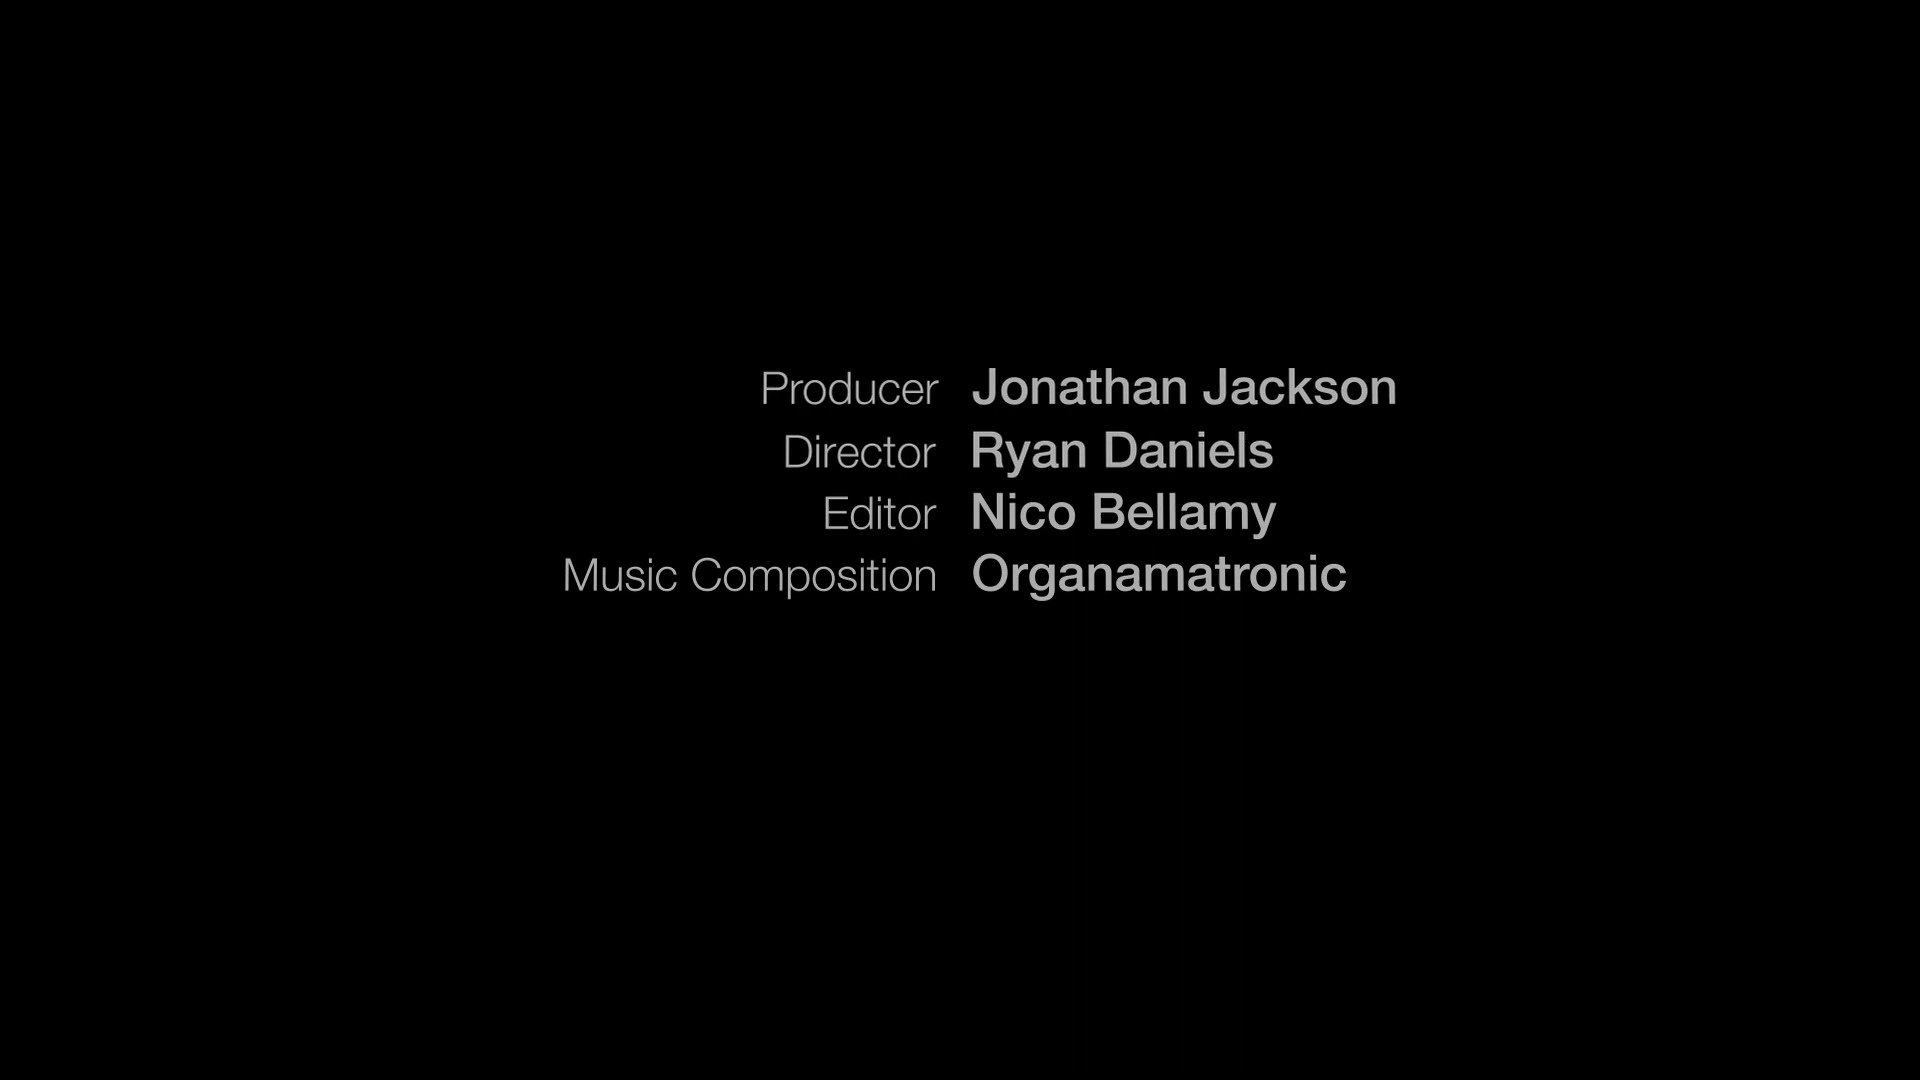 Producer Jonathan Jackson
Director Ryan Daniels
Editor Nico Bellamy
Music Composition Organamatronic